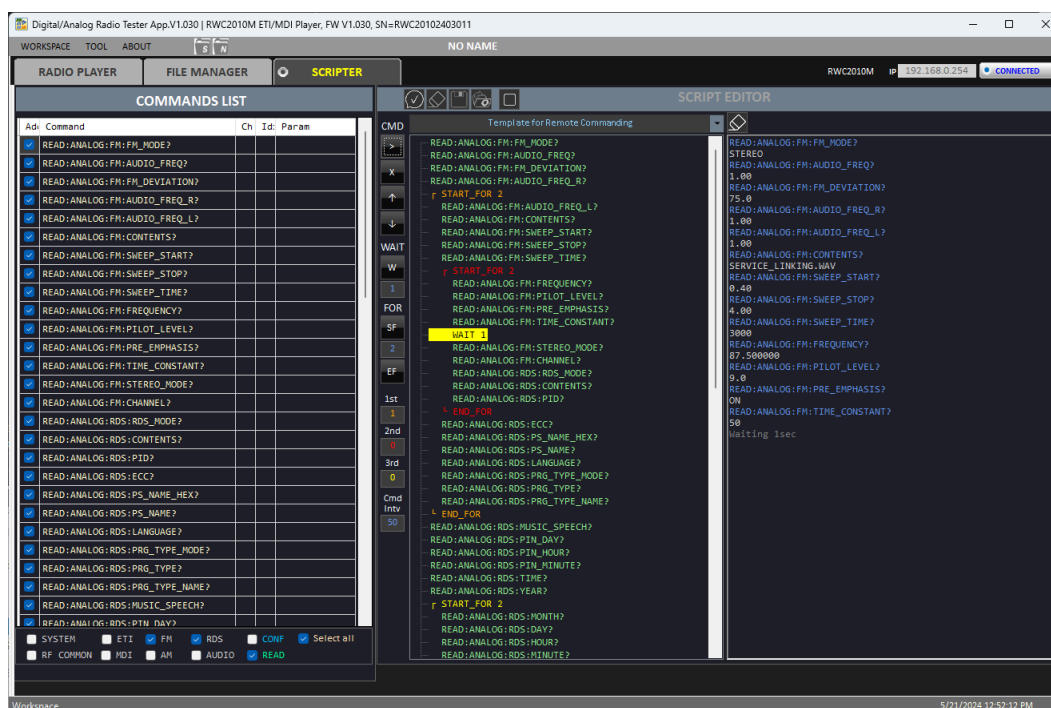 Digital/Analog Radio Tester App.V1.030 | RWC2010M ETI/MDI Player, FW V1.030, SN=RWC20102403011
WORKSPACE TOOL ABOUT S N NO NAME
RADIO PLAYER FILE MANAGER SCRIPTER RWC2010M IP 192.168.0.254 CONNECTED
COMMANDS LIST
Command Ch Param
READ:ANALOG:FM:FM_MODE?
READ:ANALOG:FM:AUDIO_FREQ?
READ:ANALOG:FM:FM_DEVIATION?
READ:ANALOG:FM:AUDIO_FREQ_R?
READ:ANALOG:FM:AUDIO_FREQ_L?
READ:ANALOG:FM:CONTENTS?
READ:ANALOG:FM:SWEEP_START?
READ:ANALOG:FM:SWEEP_STOP?
READ:ANALOG:FM:SWEEP_TIME?
READ:ANALOG:FM:FREQUENCY?
READ:ANALOG:FM:PILOT_LEVEL?
READ:ANALOG:FM:PRE_EMPHASIS?
READ:ANALOG:FM:TIME_CONSTANT?
READ:ANALOG:FM:STEREO_MODE?
READ:ANALOG:FM:CHANNEL?
READ:ANALOG:RDS:RDS_MODE?
READ:ANALOG:RDS:CONTENTS?
READ:ANALOG:RDS:PID?
READ:ANALOG:RDS:ECC?
READ:ANALOG:RDS:PS_NAME_HEX?
READ:ANALOG:RDS:PS_NAME?
READ:ANALOG:RDS:LANGUAGE?
READ:ANALOG:RDS:PRG_TYPE_MODE?
READ:ANALOG:RDS:PRG_TYPE?
READ:ANALOG:RDS:PRG_TYPE_NAME?
READ:ANALOG:RDS:MUSIC_SPEECH?
READ:ANALOG:RDS:PIN_DAY?
SYSTEM ETI FM RDS CONF Select all
RF COMMON MDI AM AUDIO READ
SCRIPT EDITOR
CMD
>
X
↑
↓
WAIT
W
1
FOR
SF
2
EF
1st
1
2nd
0
3rd
0
Cmd
Intv
50
Template for Remote Commanding
READ:ANALOG:FM:FM_MODE?
READ:ANALOG:FM:AUDIO_FREQ?
READ:ANALOG:FM:FM_DEVIATION?
READ:ANALOG:FM:AUDIO_FREQ_R?
START_FOR 2
READ:ANALOG:FM:AUDIO_FREQ_L?
READ:ANALOG:FM:CONTENTS?
READ:ANALOG:FM:SWEEP_START?
READ:ANALOG:FM:SWEEP_STOP?
READ:ANALOG:FM:SWEEP_TIME?
START_FOR 2
READ:ANALOG:FM:FREQUENCY?
READ:ANALOG:FM:PILOT_LEVEL?
READ:ANALOG:FM:PRE_EMPHASIS?
READ:ANALOG:FM:TIME_CONSTANT?
WAIT 1
READ:ANALOG:FM:STEREO_MODE?
READ:ANALOG:FM:CHANNEL?
READ:ANALOG:RDS:RDS_MODE?
READ:ANALOG:RDS:CONTENTS?
READ:ANALOG:RDS:PID?
END_FOR
READ:ANALOG:RDS:ECC?
READ:ANALOG:RDS:PS_NAME_HEX?
READ:ANALOG:RDS:PS_NAME?
READ:ANALOG:RDS:LANGUAGE?
READ:ANALOG:RDS:PRG_TYPE_MODE?
READ:ANALOG:RDS:PRG_TYPE?
READ:ANALOG:RDS:PRG_TYPE_NAME?
END_FOR
READ:ANALOG:RDS:MUSIC_SPEECH?
READ:ANALOG:RDS:PIN_DAY?
READ:ANALOG:RDS:PIN_HOUR?
READ:ANALOG:RDS:PIN_MINUTE?
READ:ANALOG:RDS:TIME?
READ:ANALOG:RDS:YEAR?
START_FOR 2
READ:ANALOG:RDS:MONTH?
READ:ANALOG:RDS:DAY?
READ:ANALOG:RDS:HOUR?
READ:ANALOG:RDS:MINUTE?
READ:ANALOG:FM:FM_MODE?
STEREO
READ:ANALOG:FM:AUDIO_FREQ?
1.00
READ:ANALOG:FM:FM_DEVIATION?
75.0
READ:ANALOG:FM:AUDIO_FREQ_R?
1.00
READ:ANALOG:FM:AUDIO_FREQ_L?
1.00
READ:ANALOG:FM:CONTENTS?
SERVICE_LINKING.WAV
READ:ANALOG:FM:SWEEP_START?
0.40
READ:ANALOG:FM:SWEEP_STOP?
4.00
READ:ANALOG:FM:SWEEP_TIME?
3000
READ:ANALOG:FM:FREQUENCY?
87.500000
READ:ANALOG:FM:PILOT_LEVEL?
9.0
READ:ANALOG:FM:PRE_EMPHASIS?
ON
READ:ANALOG:FM:TIME_CONSTANT?
50
Waiting 1sec
Workspace 5/21/2024 12:52:12 PM